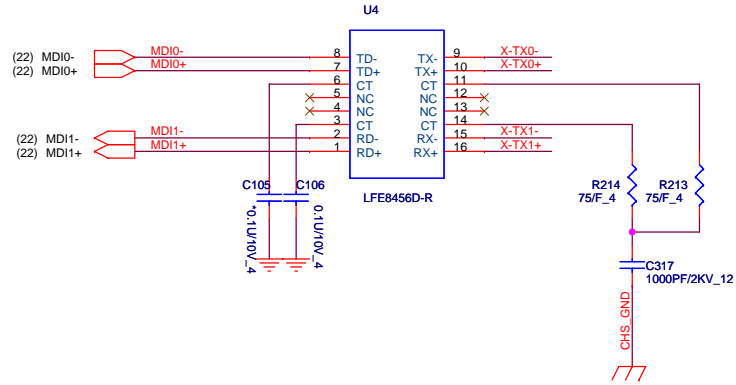 U4
(22) MDI0- MDI0- 8 TD- TX- 9 X-TX0-
(22) MDI0+ MDI0+ 7 TD+ TX+ 10 X-TX0+
6 CT CT 11
5 NC NC 12
4 NC NC 13
3 CT CT 14
(22) MDI1- MDI1- 2 RD- RX- 15 X-TX1-
(22) MDI1+ MDI1+ 1 RD+ RX+ 16 X-TX1+
LFE8456D-R
C105
*0.1U/10V_4
C106
0.1U/10V_4
R214
75/F_4
R213
75/F_4
C317
1000PF/2KV_12
CHS_GND